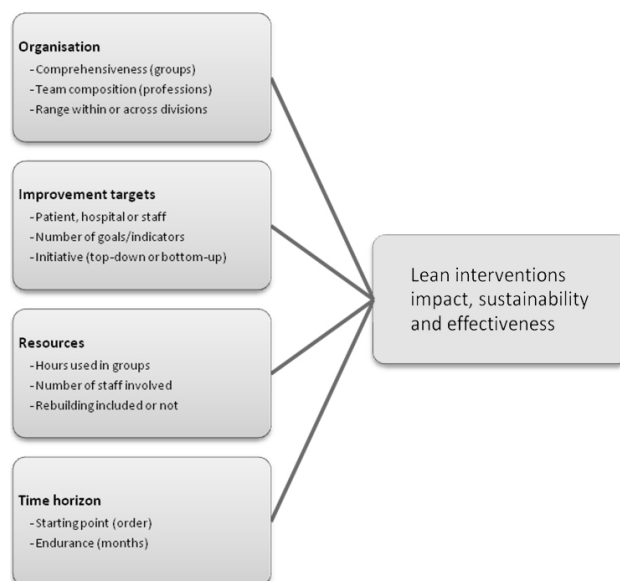 Organisation
- Comprehensiveness (groups)
- Team composition (professions)
- Range within or across divisions
Improvement targets
- Patient, hospital or staff
- Number of goals/indicators
- Initiative (top-down or bottom-up)
Resources
- Hours used in groups
- Number of staff involved
- Rebuilding included or not
Time horizon
- Starting point (order)
- Endurance (months)
Lean interventions
impact, sustainability
and effectiveness